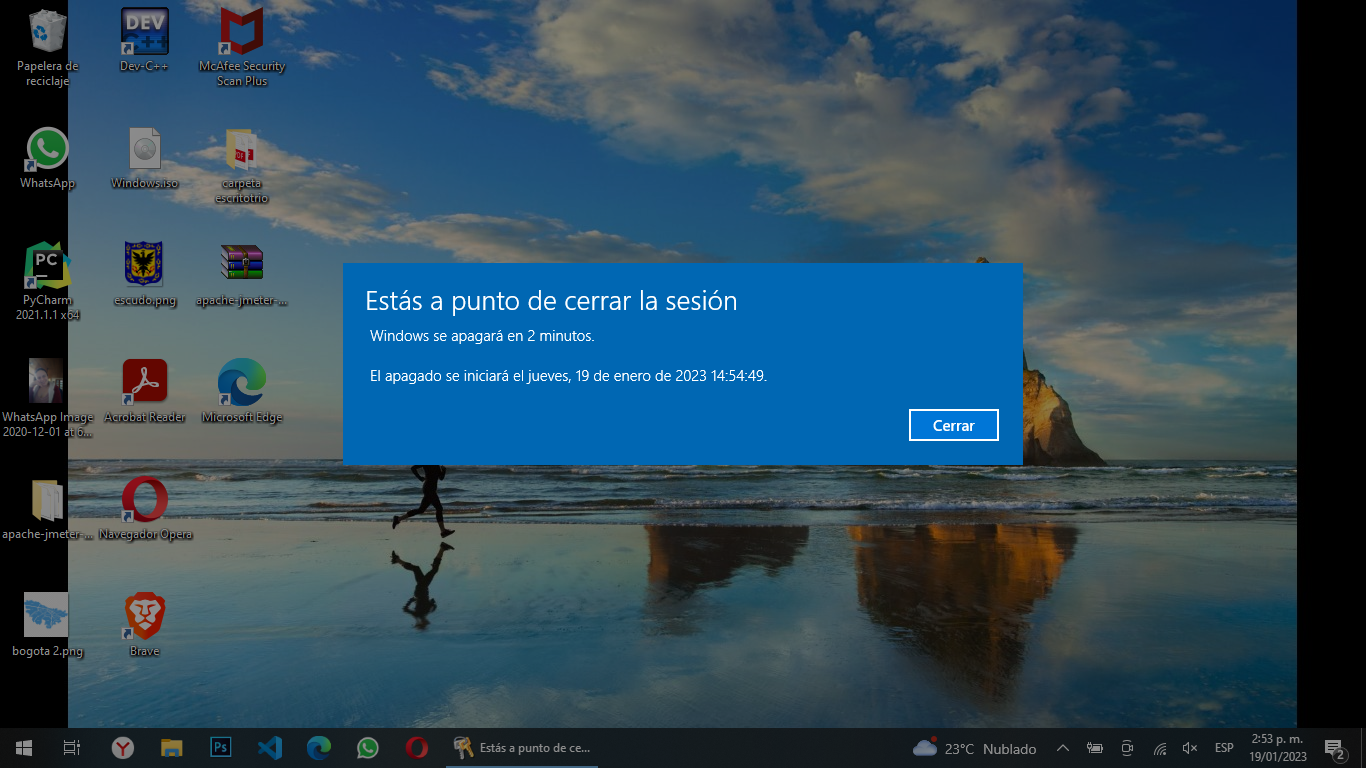 Papelera de
reciclaje
DEV
C++
Dev-C++
McAfee Security
Scan Plus
WhatsApp
Windows.iso
carpeta
escritotrio
PC
PyCharm
2021.1.1 x64
escudo.png
apache-jmeter-...
WhatsApp Image
2020-12-01 at 6...
Acrobat Reader
Microsoft Edge
apache-jmeter-...
Navegador Opera
bogota 2.png
Brave
Estás a punto de cerrar la sesión
Windows se apagará en 2 minutos.
El apagado se iniciará el jueves, 19 de enero de 2023 14:54:49.
Cerrar
Y
Ps
Estás a punto de ce...
23°C Nublado
ESP
2:53 p. m.
19/01/2023
2